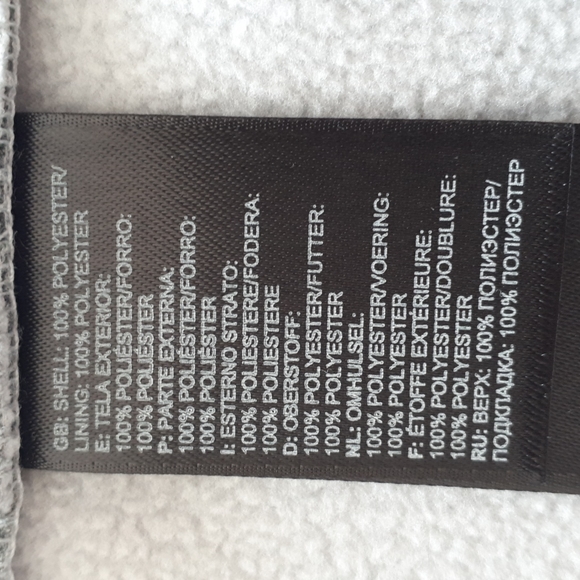 GB: SHELL: 100% POLYESTER/
LINING: 100% POLYESTER
E: TELA EXTERIOR:
100% POLIÉSTER/FORRO:
100% POLIÉSTER
P: PARTE EXTERNA:
100% POLIÉSTER/FORRO:
100% POLIÉSTER
I: ESTERNO STRATO:
100% POLIESTERE/FODERA:
100% POLIESTERE
D: OBERSTOFF:
100% POLYESTER/FUTTER:
100% POLYESTER
NL: OMHULSEL:
100% POLYESTER/VOERING:
100% POLYESTER
F: ÉTOFFE EXTÉRIEURE:
100% POLYESTER/DOUBLURE:
100% POLYESTER
RU: ВЕРХ: 100% ПОЛИЭСТЕР/
ПОДКЛАДКА: 100% ПОЛИЭСТЕР